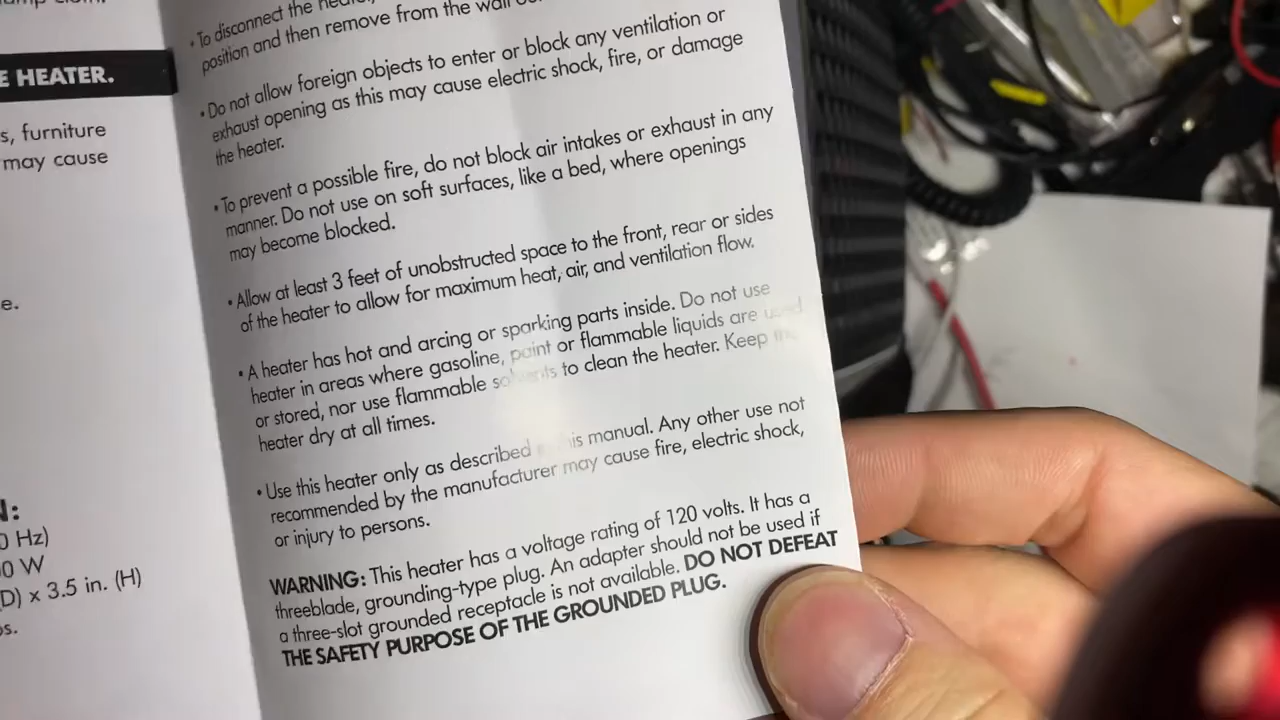 E HEATER.
s, furniture
may cause
e.
N:
0 Hz)
0 W
(D) x 3.5 in. (H)
• To disconnect the
position and then remove from the wall
• Do not allow foreign objects to enter or block any ventilation or
exhaust opening as this may cause electric shock, fire, or damage
the heater.
• To prevent a possible fire, do not block air intakes or exhaust in any
manner. Do not use on soft surfaces, like a bed, where openings
may become blocked.
• Allow at least 3 feet of unobstructed space to the front, rear or sides
of the heater to allow for maximum heat, air, and ventilation flow.
• A heater has hot and arcing or sparking parts inside. Do not use
heater in areas where gasoline, paint or flammable liquids are used
or stored, nor use flammable solvents to clean the heater. Keep
heater dry at all times.
• Use this heater only as described manual. Any other use not
recommended by the manufacturer may cause fire, electric shock,
or injury to persons.
WARNING: This heater has a voltage rating of 120 volts. It has a
threeblade, grounding-type plug. An adapter should not be used if
a three-slot grounded receptacle is not available. DO NOT DEFEAT
THE SAFETY PURPOSE OF THE GROUNDED PLUG.